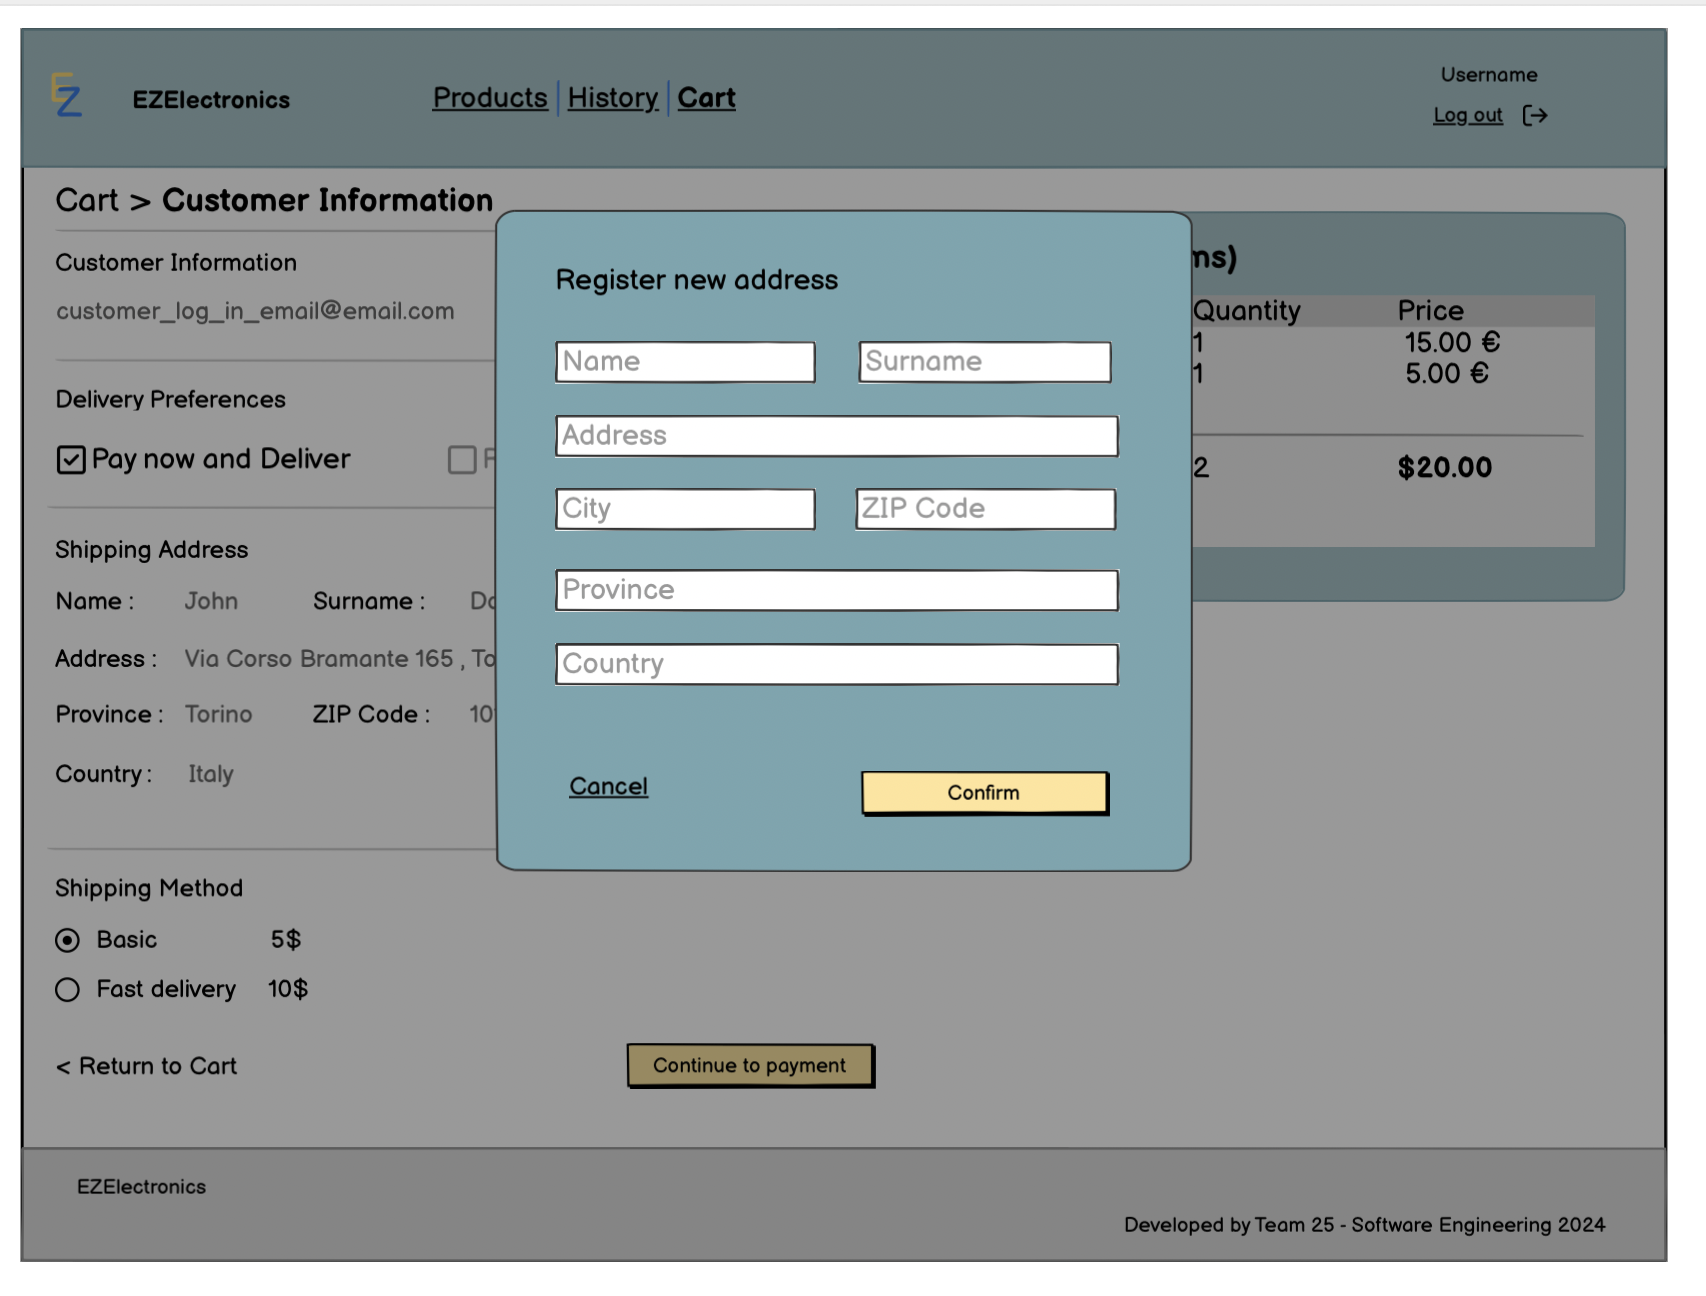 EZ EZElectronics Products History Cart Username
Log out
Cart > Customer Information
Customer Information
customer_log_in_email@email.com
Delivery Preferences
Pay now and Deliver
Shipping Address
Name : John Surname :
Address : Via Corso Bramante 165 ,
Province : Torino ZIP Code :
Country : Italy
Shipping Method
Basic 5$
Fast delivery 10$
< Return to Cart
Continue to payment
Register new address
Name Surname
Address
City ZIP Code
Province
Country
Cancel Confirm
Quantity Price
1 15.00 €
1 5.00 €
2 $20.00
EZElectronics
Developed by Team 25 - Software Engineering 2024